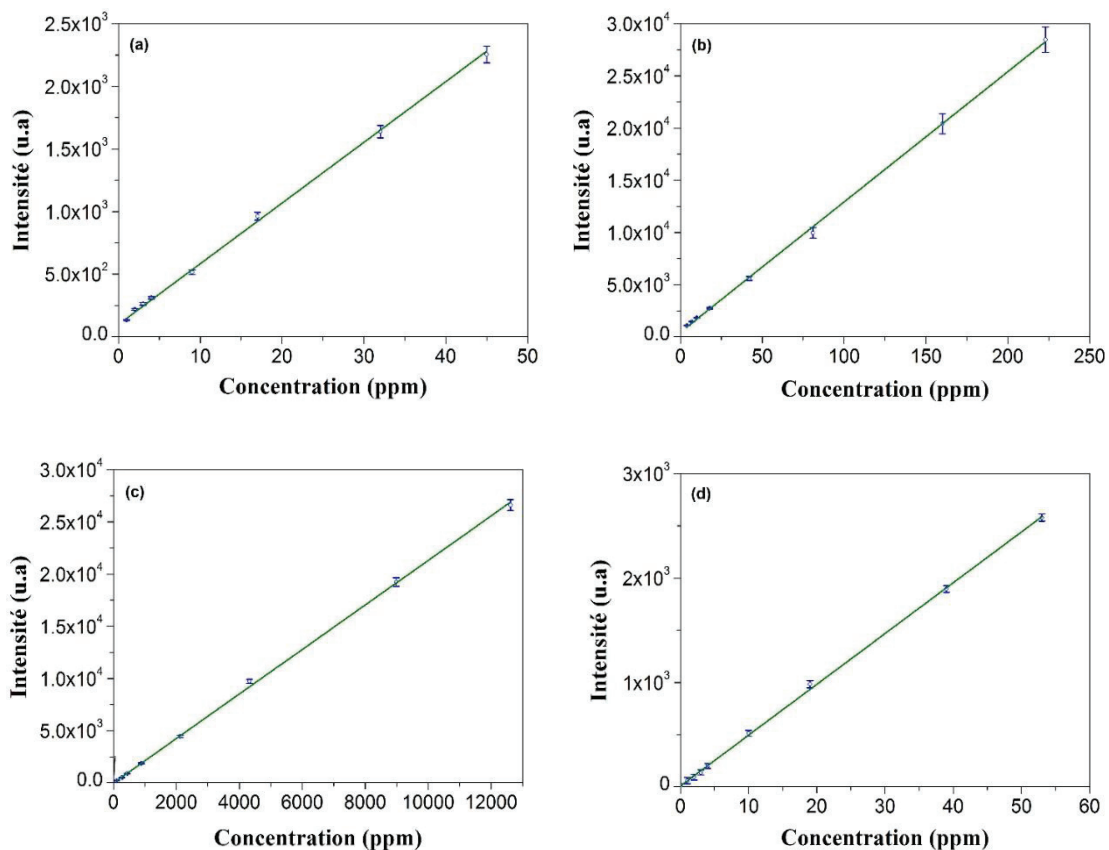 (a)
2.5x10³
2.0x10³
1.5x10³
1.0x10³
5.0x10²
0.0
0 10 20 30 40 50
Intensité (u.a)
Concentration (ppm)
(b)
3.0x10⁴
2.5x10⁴
2.0x10⁴
1.5x10⁴
1.0x10⁴
5.0x10³
0.0
0 50 100 150 200 250
Intensité (u.a)
Concentration (ppm)
(c)
3.0x10⁴
2.5x10⁴
2.0x10⁴
1.5x10⁴
1.0x10⁴
5.0x10³
0.0
0 2000 4000 6000 8000 10000 12000
Intensité (u.a)
Concentration (ppm)
(d)
3x10³
2x10³
1x10³
0
0 10 20 30 40 50 60
Intensité (u.a)
Concentration (ppm)